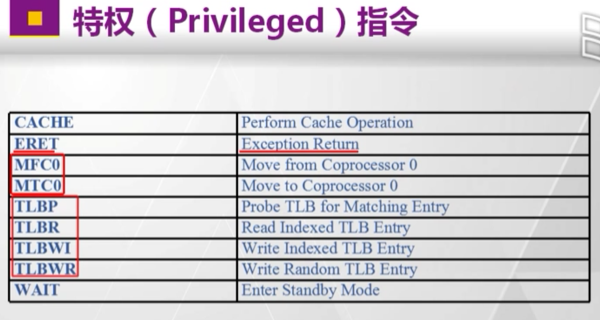 特权（Privileged）指令
CACHE Perform Cache Operation
ERET Exception Return
MFC0 Move from Coprocessor 0
MTC0 Move to Coprocessor 0
TLBP Probe TLB for Matching Entry
TLBR Read Indexed TLB Entry
TLBWI Write Indexed TLB Entry
TLBWR Write Random TLB Entry
WAIT Enter Standby Mode